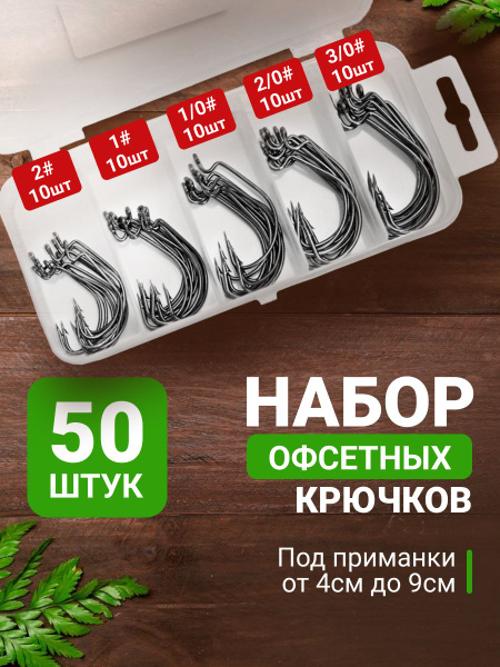 2#
10шт
1#
10шт
1/0#
10шт
2/0#
10шт
3/0#
10шт
50
ШТУК
НАБОР
ОФСЕТНЫХ
КРЮЧКОВ
Под приманки
от 4см до 9см